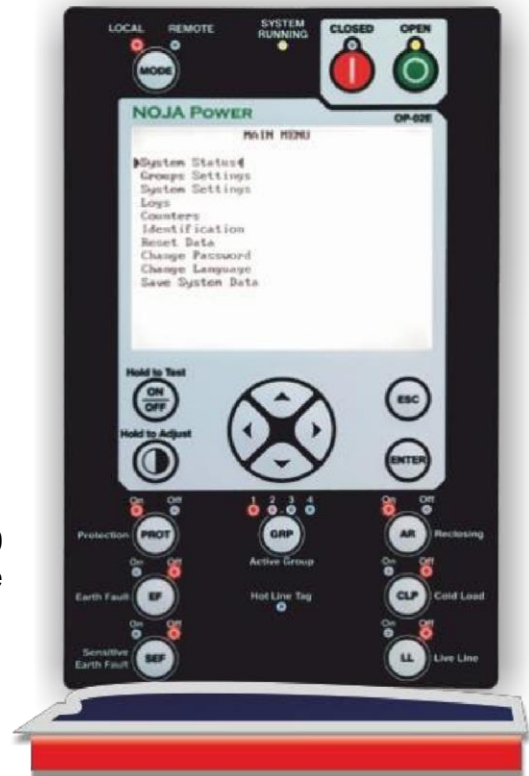 LOCAL REMOTE
SYSTEM
RUNNING
CLOSED OPEN
MODE
NOJA POWER
OP-02E
MAIN MENU
System Status
Groups Settings
System Settings
Logs
Counters
Identification
Reset Data
Change Password
Change Language
Save System Data
Hold to Test
ON
OFF
ESC
Hold to Adjust
ENTER
On Off
1 2 3 4
On Off
Protection PROT
GRP
AR Reclosing
Active Group
On Off
On Off
Earth Fault EF
Hot Line Tag
CLP Cold Load
On Off
On Off
Sensitive
Earth Fault
SEF
LL Live Line